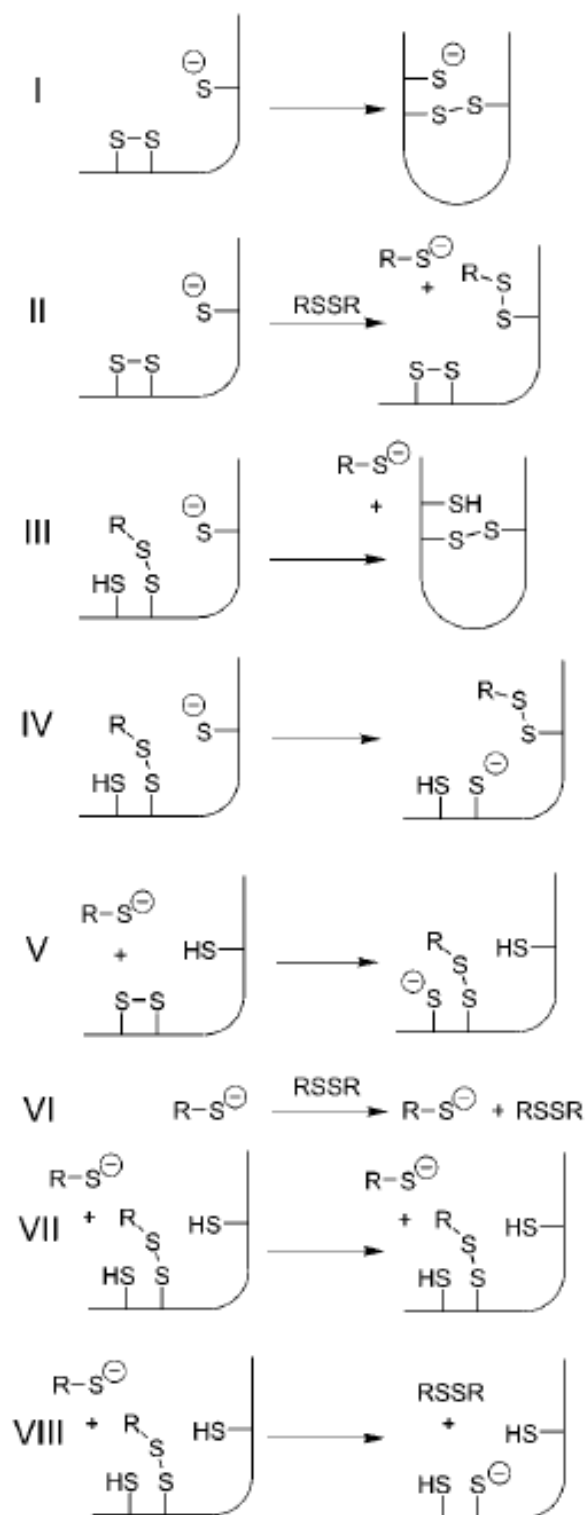 I
⊖
S
S-S
⊖
S
S-S
II
⊖
S
S-S
RSSR
R-S⊖
+
R
S
S
S-S
III
R
S
HS
S
⊖
S
R-S⊖
+
SH
S-S
IV
R
S
HS
S
⊖
S
R
S
S
HS
S⊖
V
R-S⊖
+
HS
S-S
R
S
⊖
S
S
HS
VI
R-S⊖
RSSR
R-S⊖ + RSSR
VII
R-S⊖
+
R
S
HS
S
HS
R-S⊖
+
R
S
HS
S
HS
VIII
R-S⊖
+
R
S
HS
S
HS
RSSR
+
HS
HS
S⊖